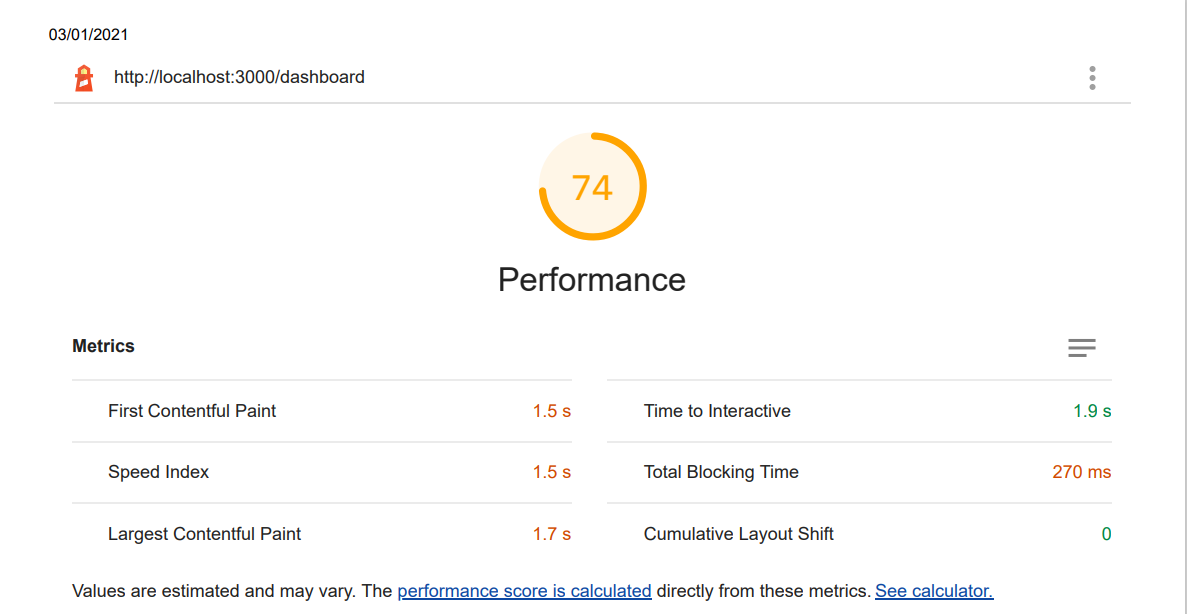 03/01/2021
http://localhost:3000/dashboard
74
Performance
Metrics
First Contentful Paint 1.5 s
Time to Interactive 1.9 s
Speed Index 1.5 s
Total Blocking Time 270 ms
Largest Contentful Paint 1.7 s
Cumulative Layout Shift 0
Values are estimated and may vary. The performance score is calculated directly from these metrics. See calculator.